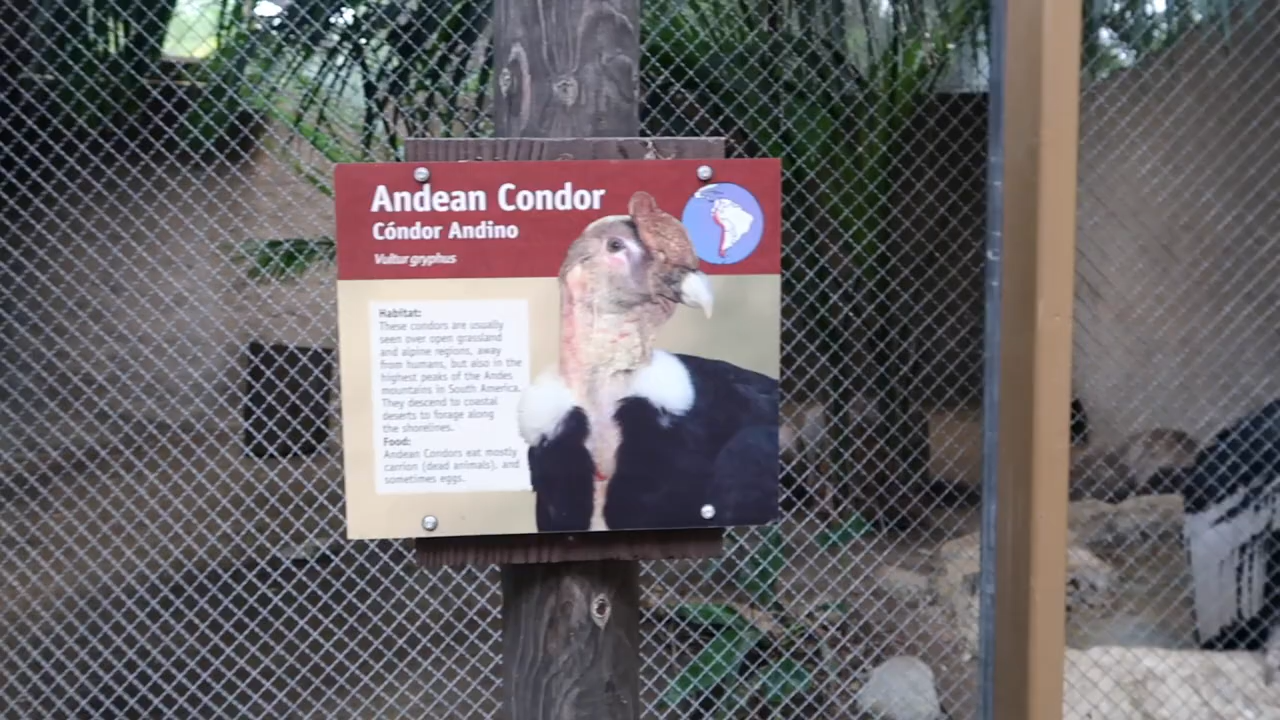 Andean Condor
Cóndor Andino
Vultur gryphus
Habitat:
These condors are usually
seen over open grassland
and alpine regions, away
from humans, but also in the
highest peaks of the Andes
mountains in South America.
They descend to coastal
deserts to forage along
the shorelines.
Food:
Andean Condors eat mostly
carrion (dead animals), and
sometimes eggs.